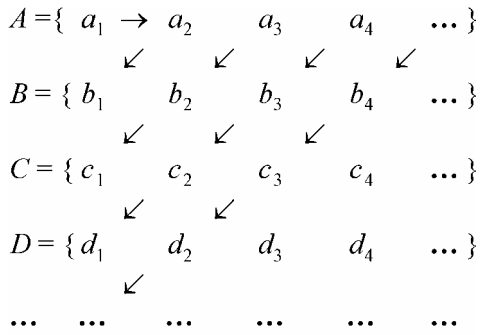 A = { a₁ → a₂ a₃ a₄ ... }
↙ ↙ ↙ ↙
B = { b₁ b₂ b₃ b₄ ... }
↙ ↙ ↙
C = { c₁ c₂ c₃ c₄ ... }
↙ ↙
D = { d₁ d₂ d₃ d₄ ... }
↙
... ... ... ... ... ...